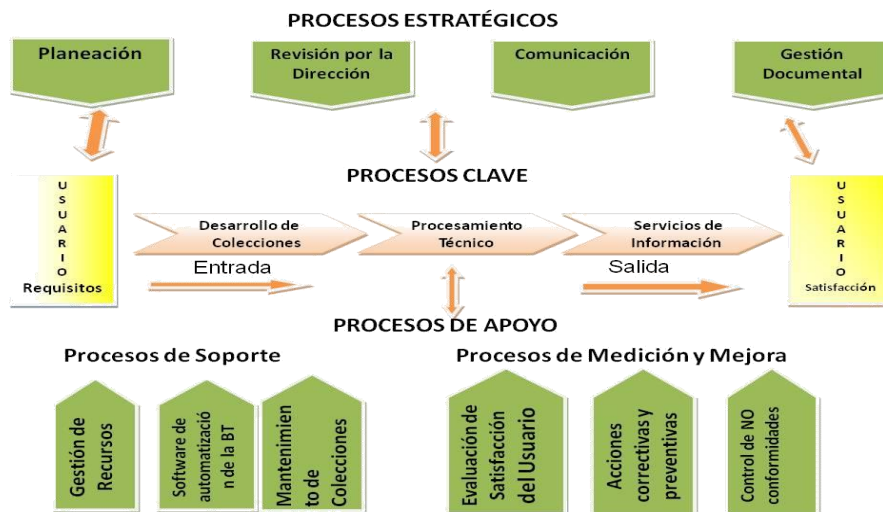 PROCESOS ESTRATÉGICOS
Planeación
Revisión por la
Dirección
Comunicación
Gestión
Documental
PROCESOS CLAVE
USUARIO
Requisitos
Desarrollo de
Colecciones
Procesamiento
Técnico
Servicios de
Información
USUARIO
Satisfacción
Entrada
Salida
PROCESOS DE APOYO
Procesos de Soporte
Procesos de Medición y Mejora
Gestión de
Recursos
Software de
automatizació
n de la BT
Mantenimien
to de
Colecciones
Evaluación de
Satisfacción
del Usuario
Acciones
correctivas y
preventivas
Control de NO
conformidades